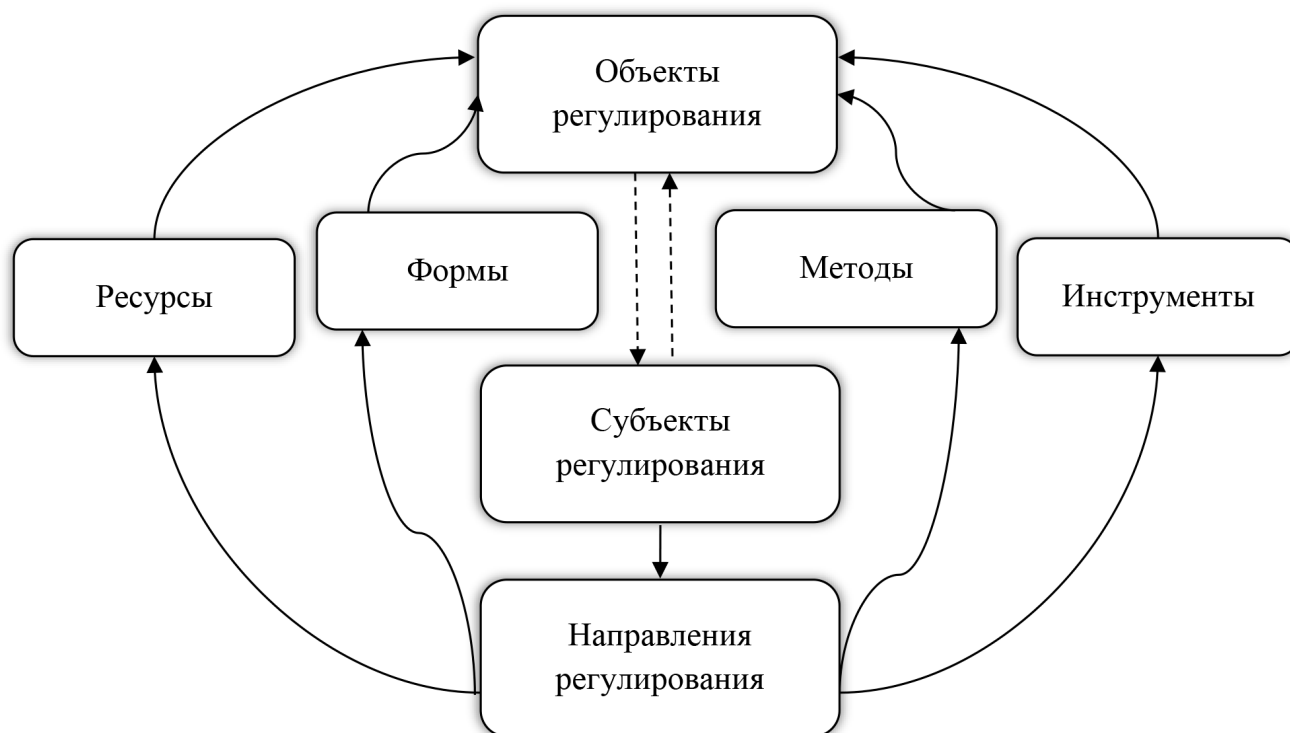 Объекты
регулирования
Формы
Методы
Ресурсы
Инструменты
Субъекты
регулирования
Направления
регулирования